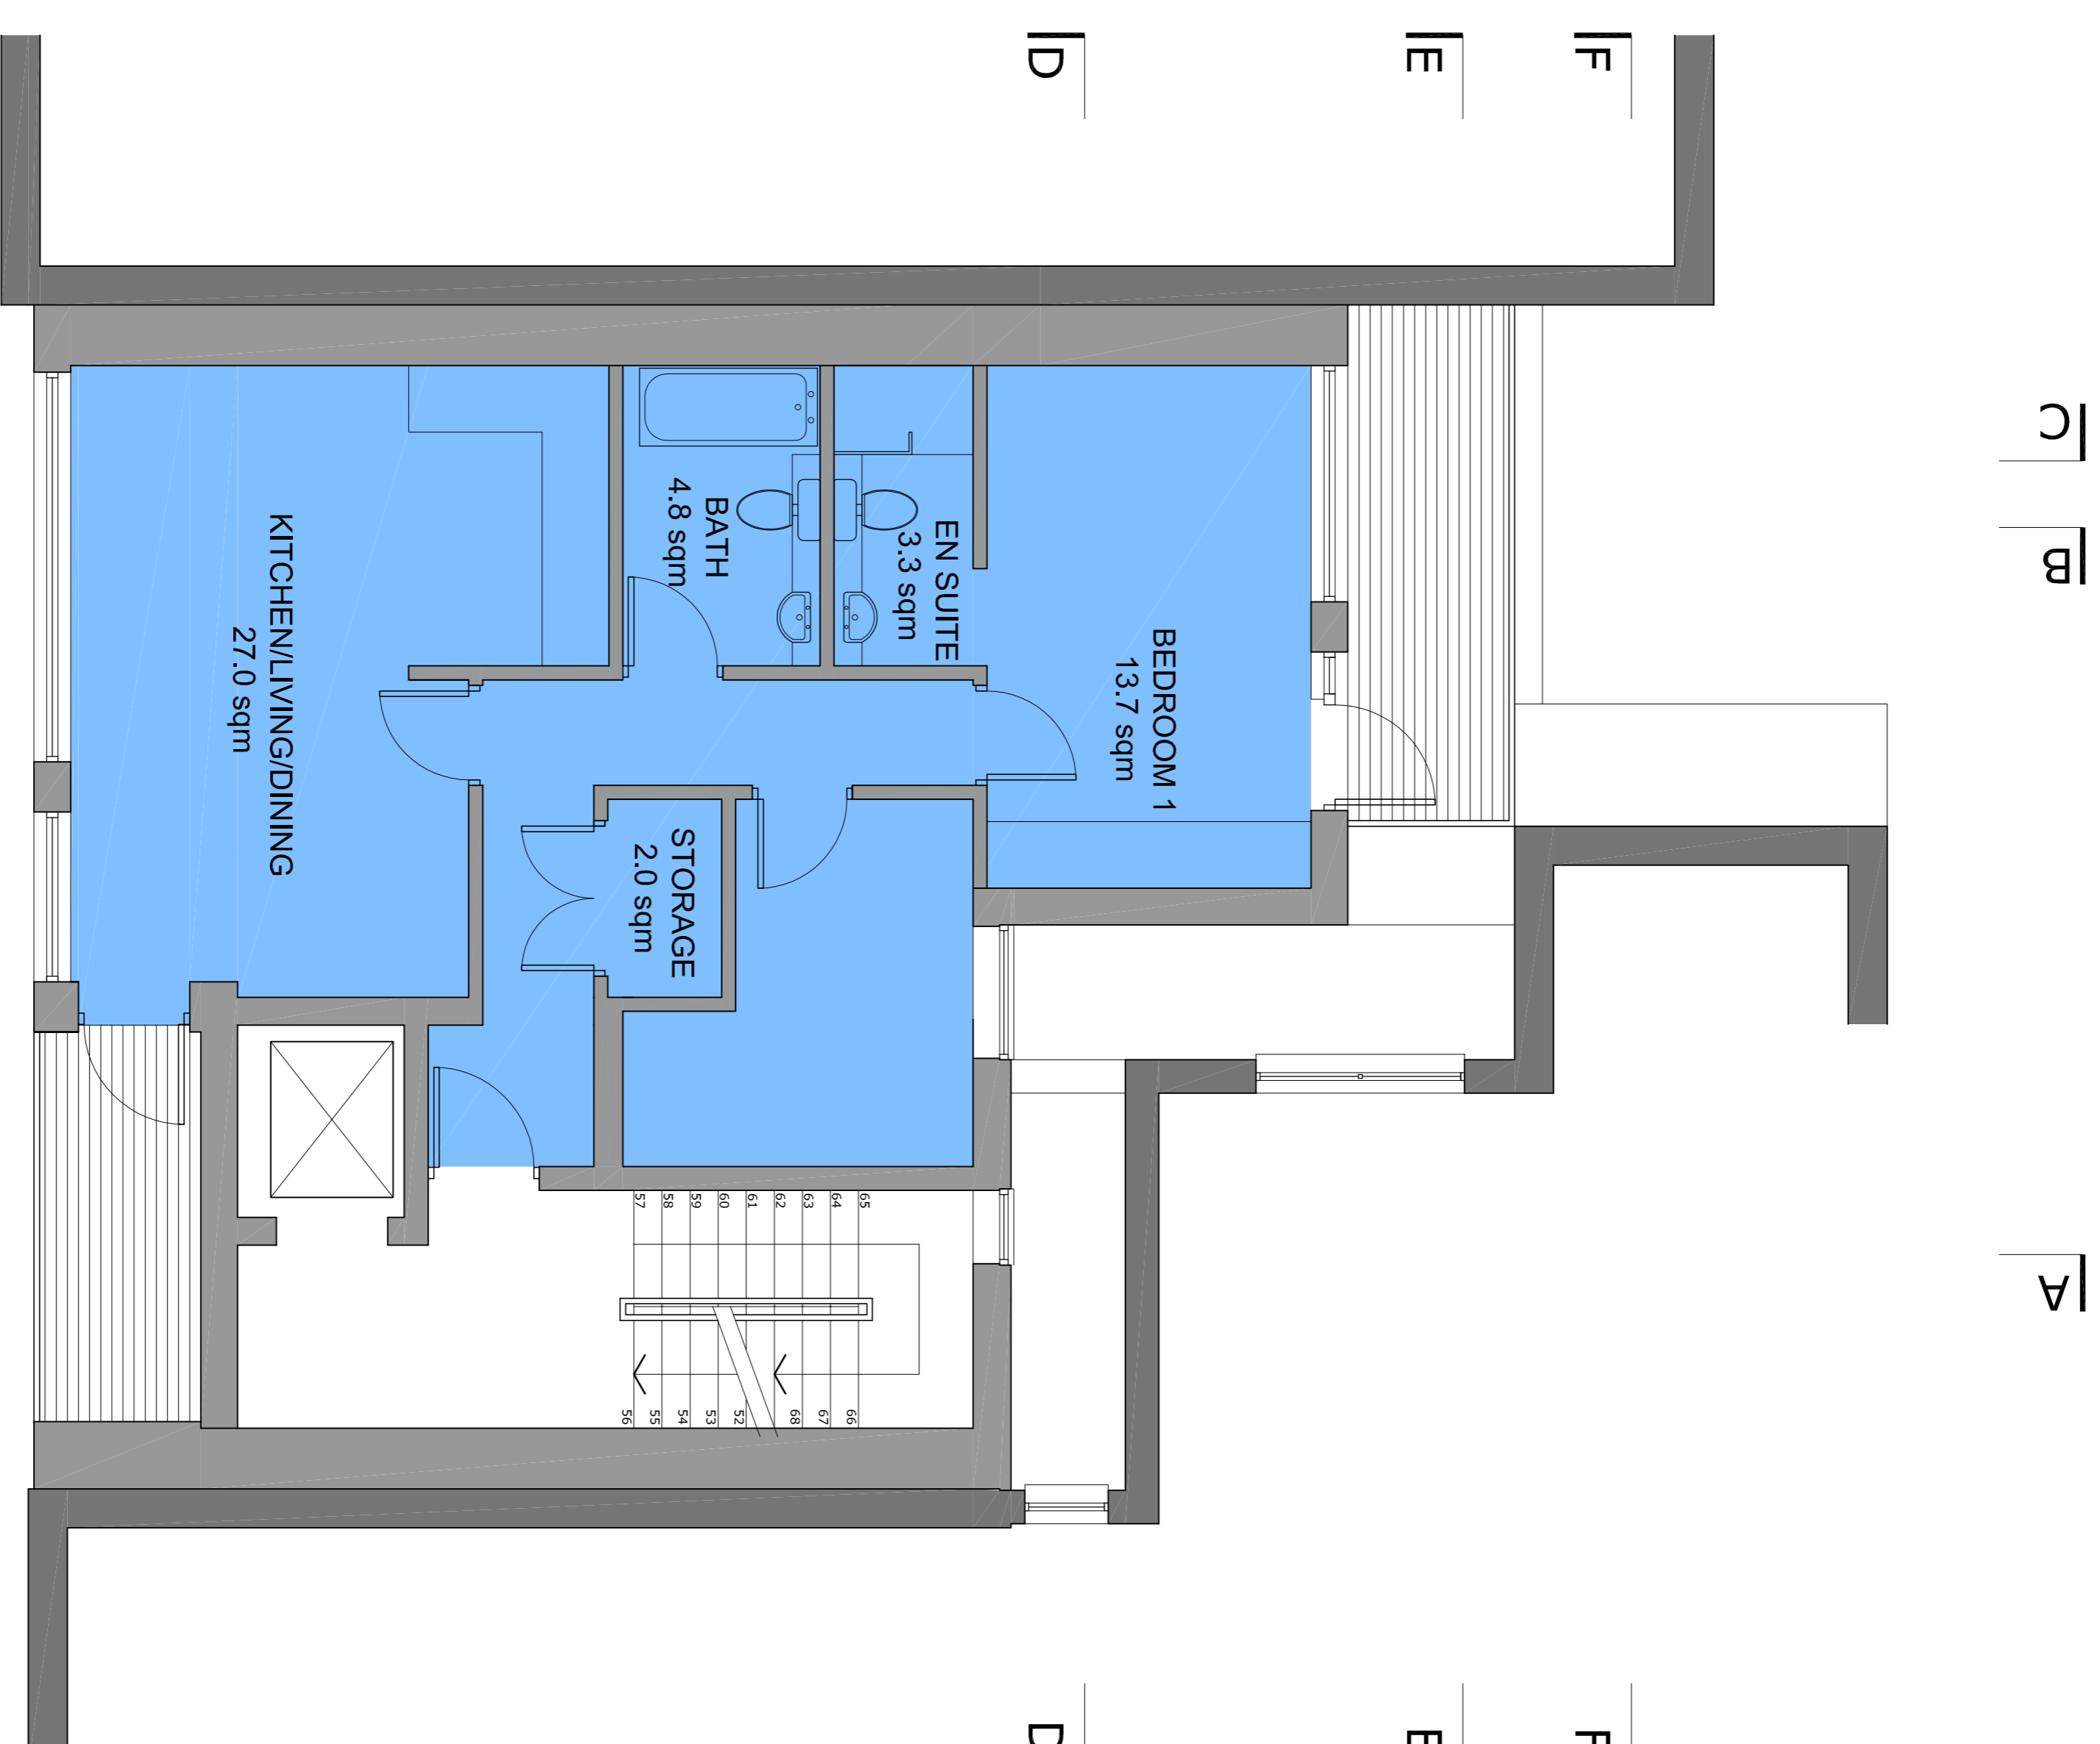 D
E
F
C
B
A
KITCHEN/LIVING/DINING
27.0 sqm
BATH
4.8 sqm
EN SUITE
3.3 sqm
BEDROOM 1
13.7 sqm
STORAGE
2.0 sqm
57
58
59
60
61
62
63
64
65
56
55
54
53
52
68
67
66
D
E
F